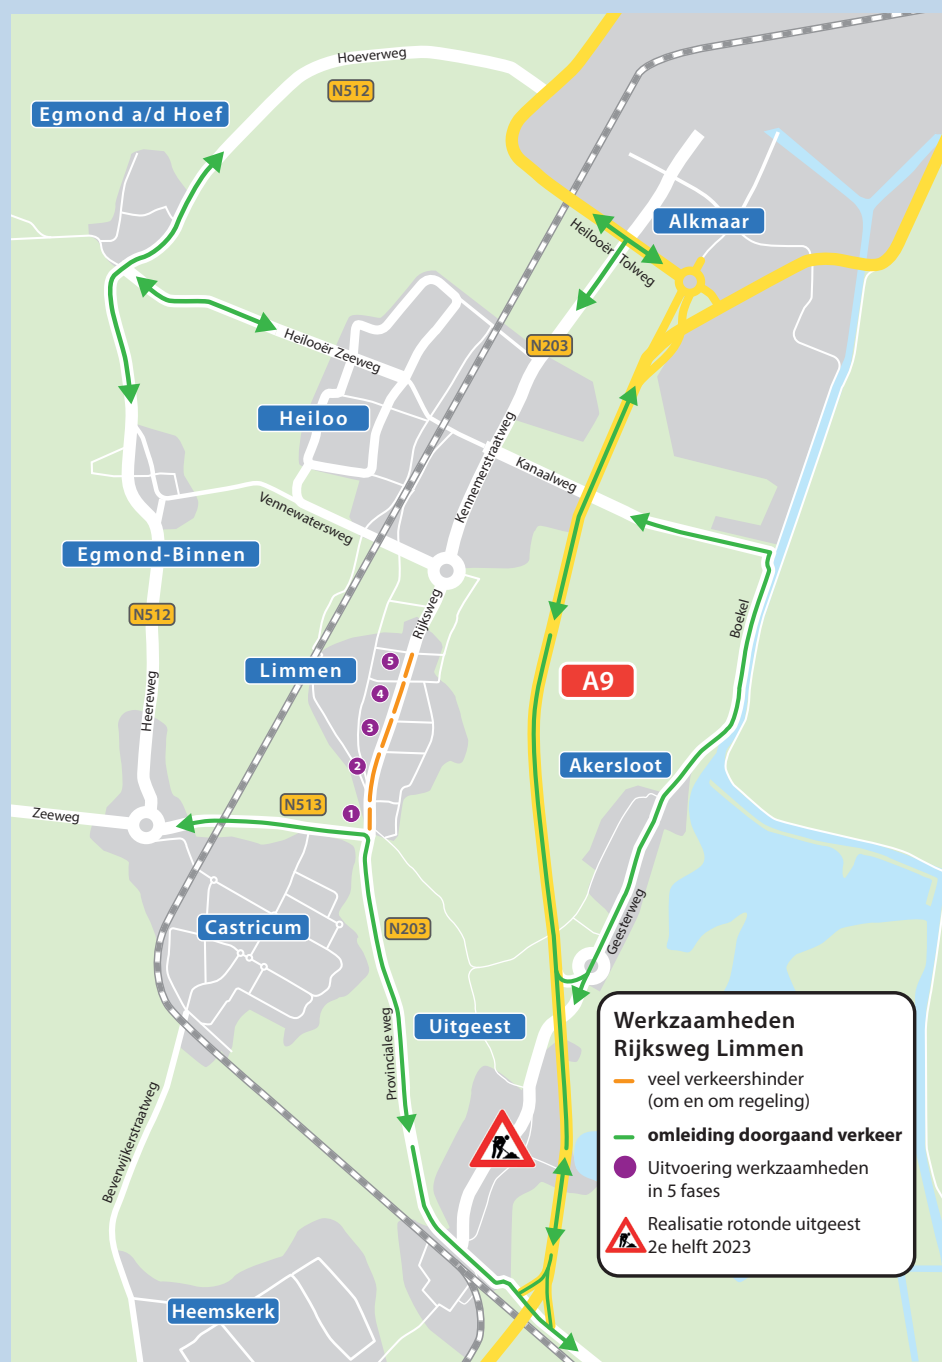 Hoeverweg
N512
Egmond a/d Hoef
Alkmaar
Heilooër Tolweg
N203
Heilooër Zeeweg
Heiloo
Kennemerstraatweg
Kanaalweg
Vennewatersweg
Egmond-Binnen
N512
Rijksweg
Boekel
Limmen
5
4
3
2
1
A9
Heereweg
Akersloot
N513
Zeeweg
Castricum
N203
Geesterweg
Uitgeest
Provinciale weg
Beverwijkerstraatweg
Heemskerk
Werkzaamheden
Rijksweg Limmen
veel verkeershinder
(om en om regeling)
omleiding doorgaand verkeer
Uitvoering werkzaamheden
in 5 fases
Realisatie rotonde uitgeest
2e helft 2023